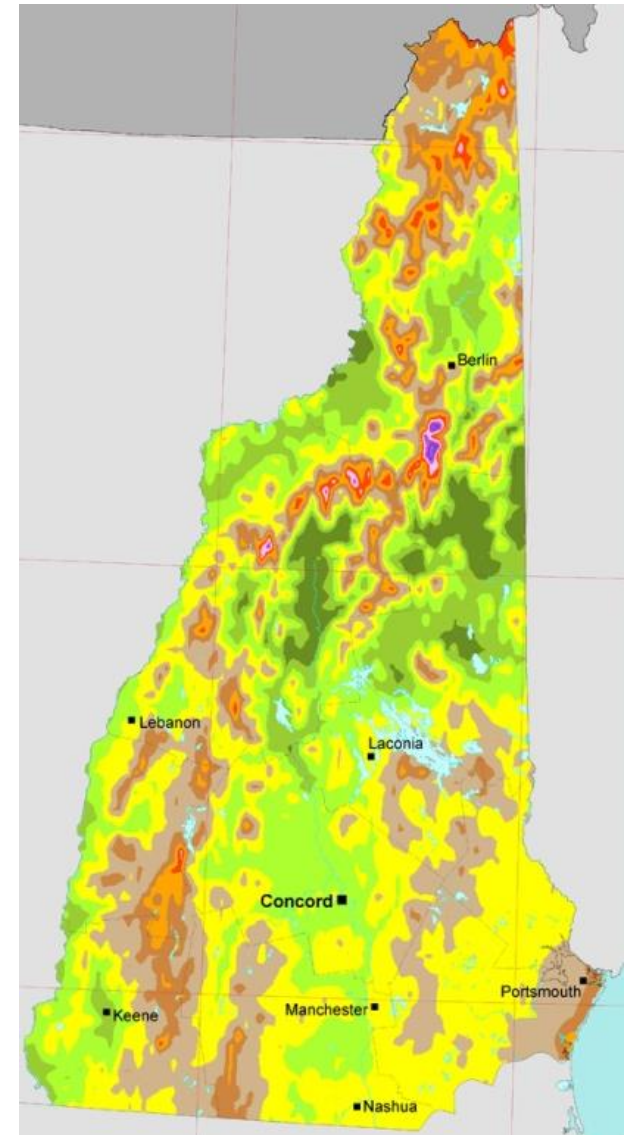 Berlin
Lebanon
Laconia
Concord
Portsmouth
Manchester
Keene
Nashua